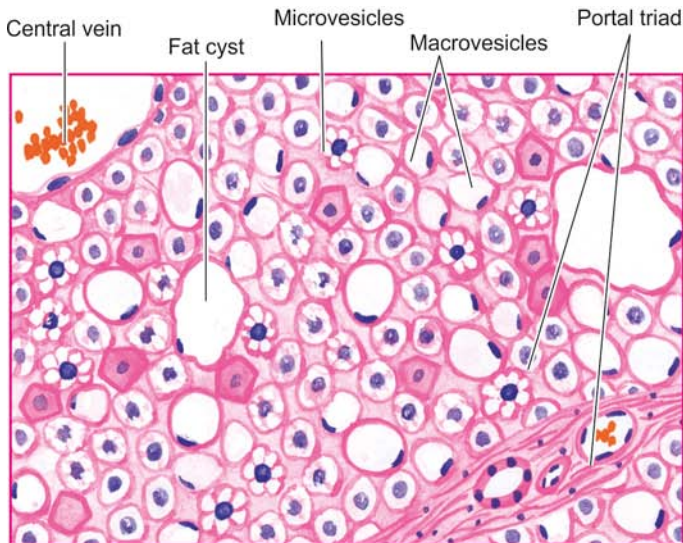 Microvesicles
Portal triad
Central vein
Fat cyst
Macrovesicles